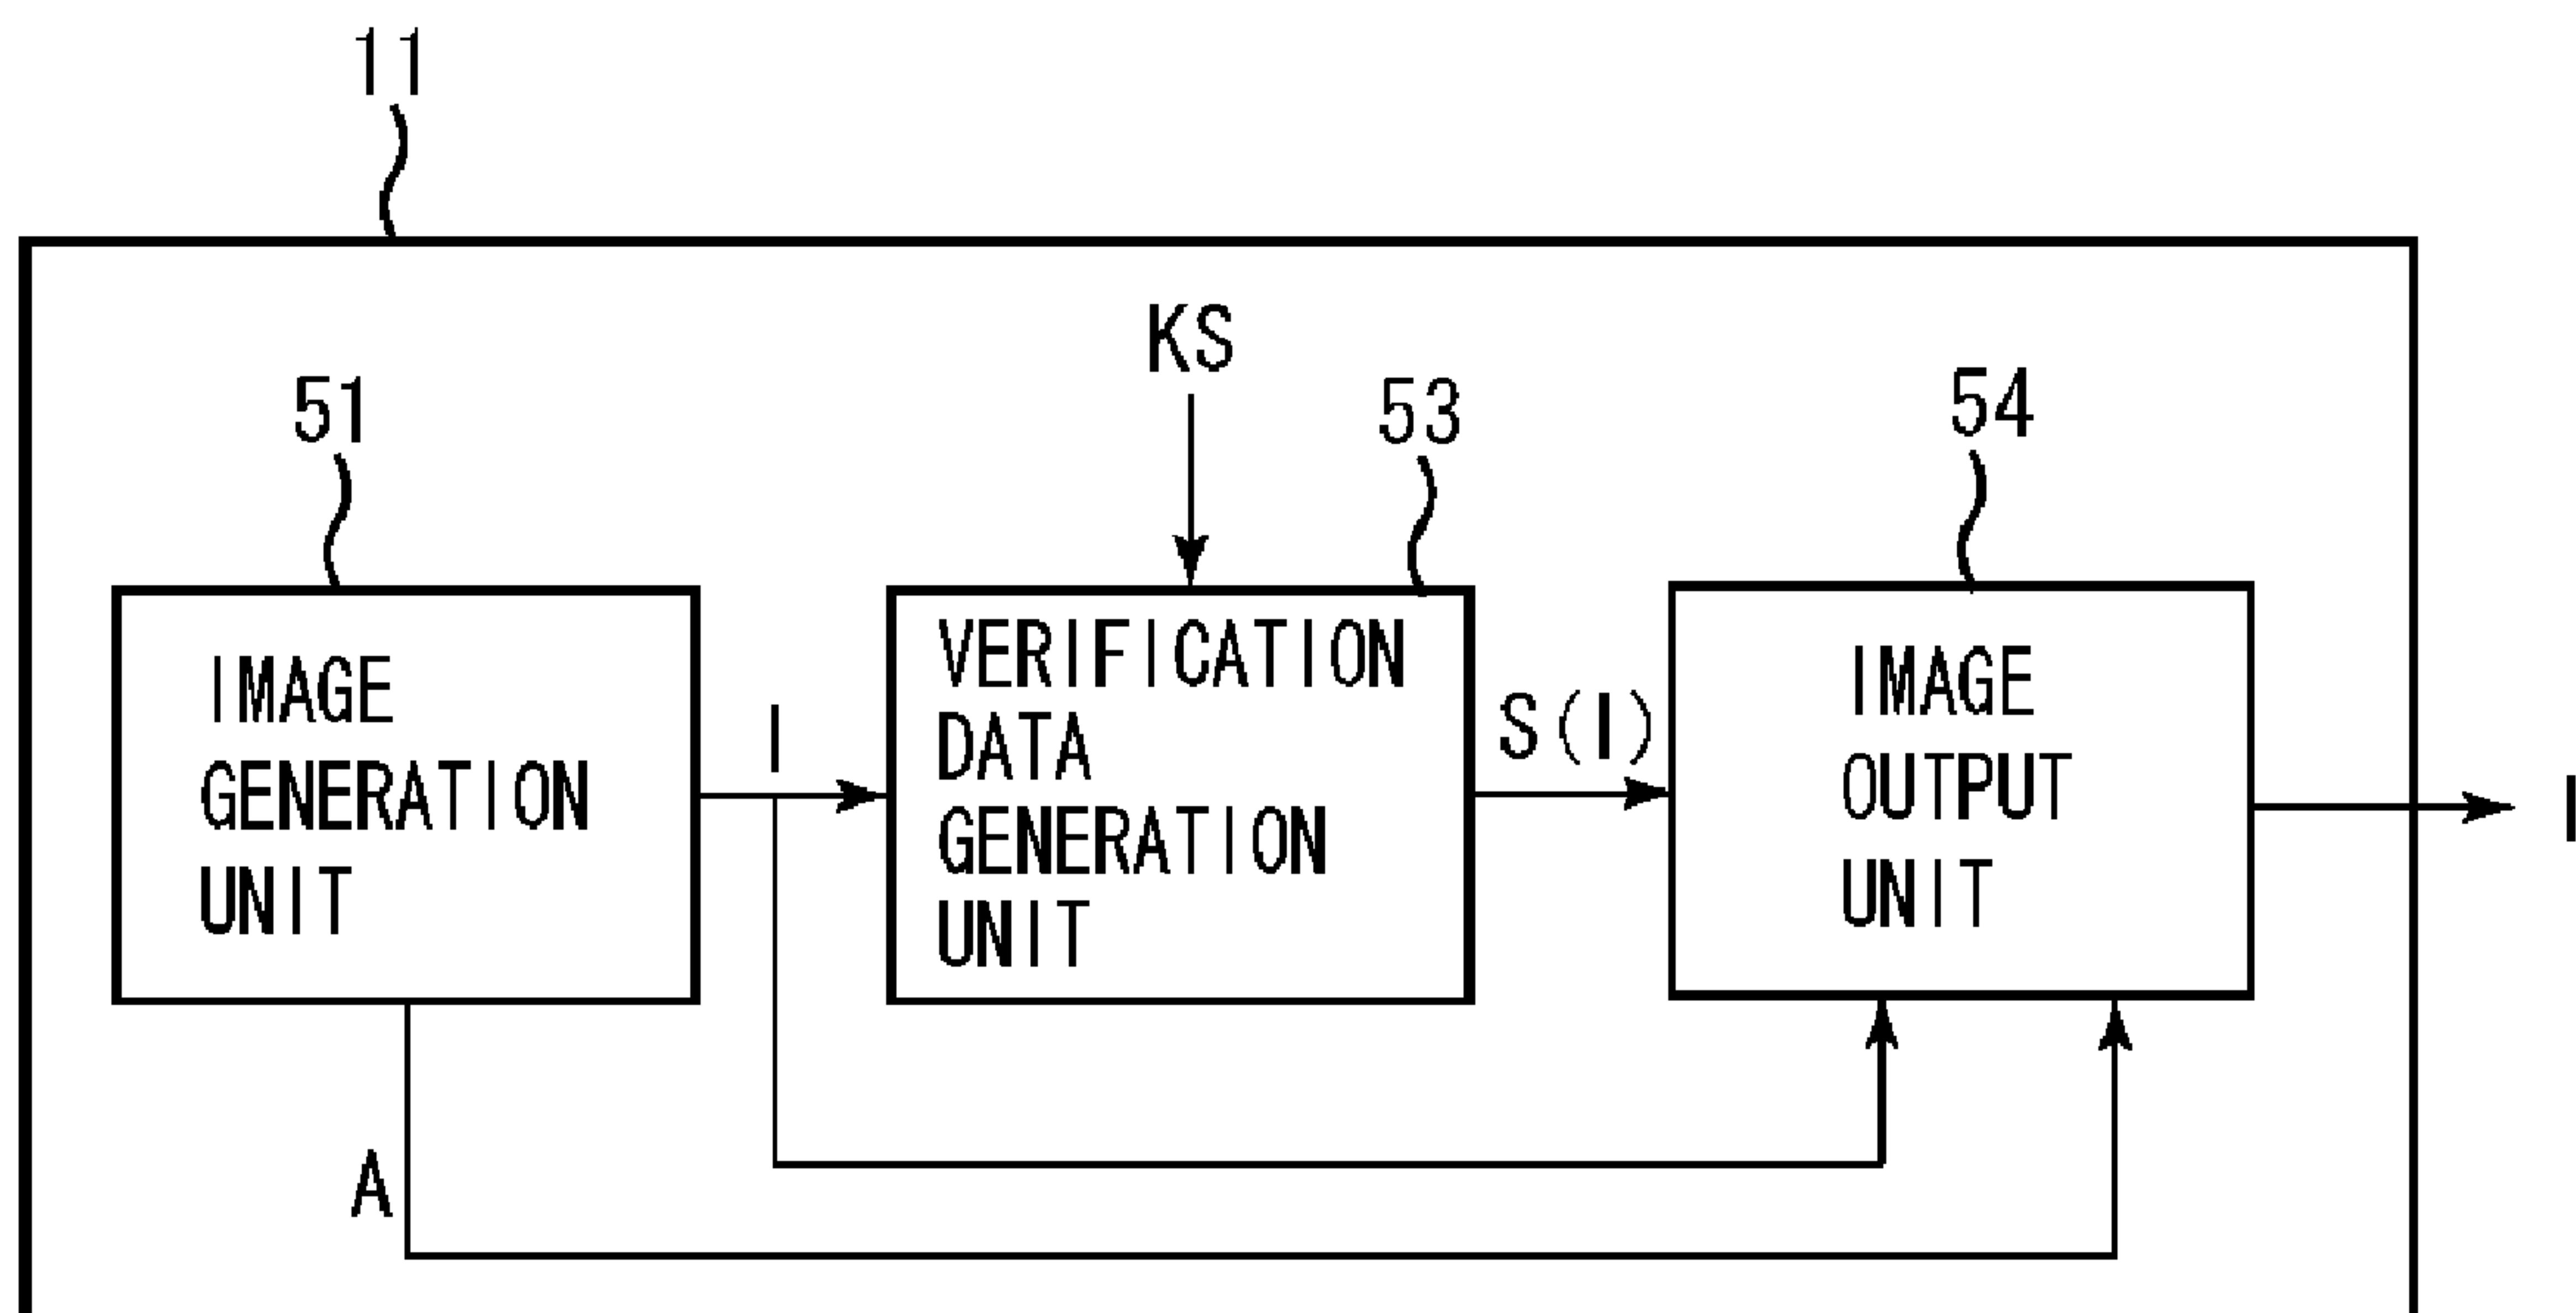 11
KS
51
53
54
IMAGE
GENERATION
UNIT
I
VERIFICATION
DATA
GENERATION
UNIT
S(I)
IMAGE
OUTPUT
UNIT
A